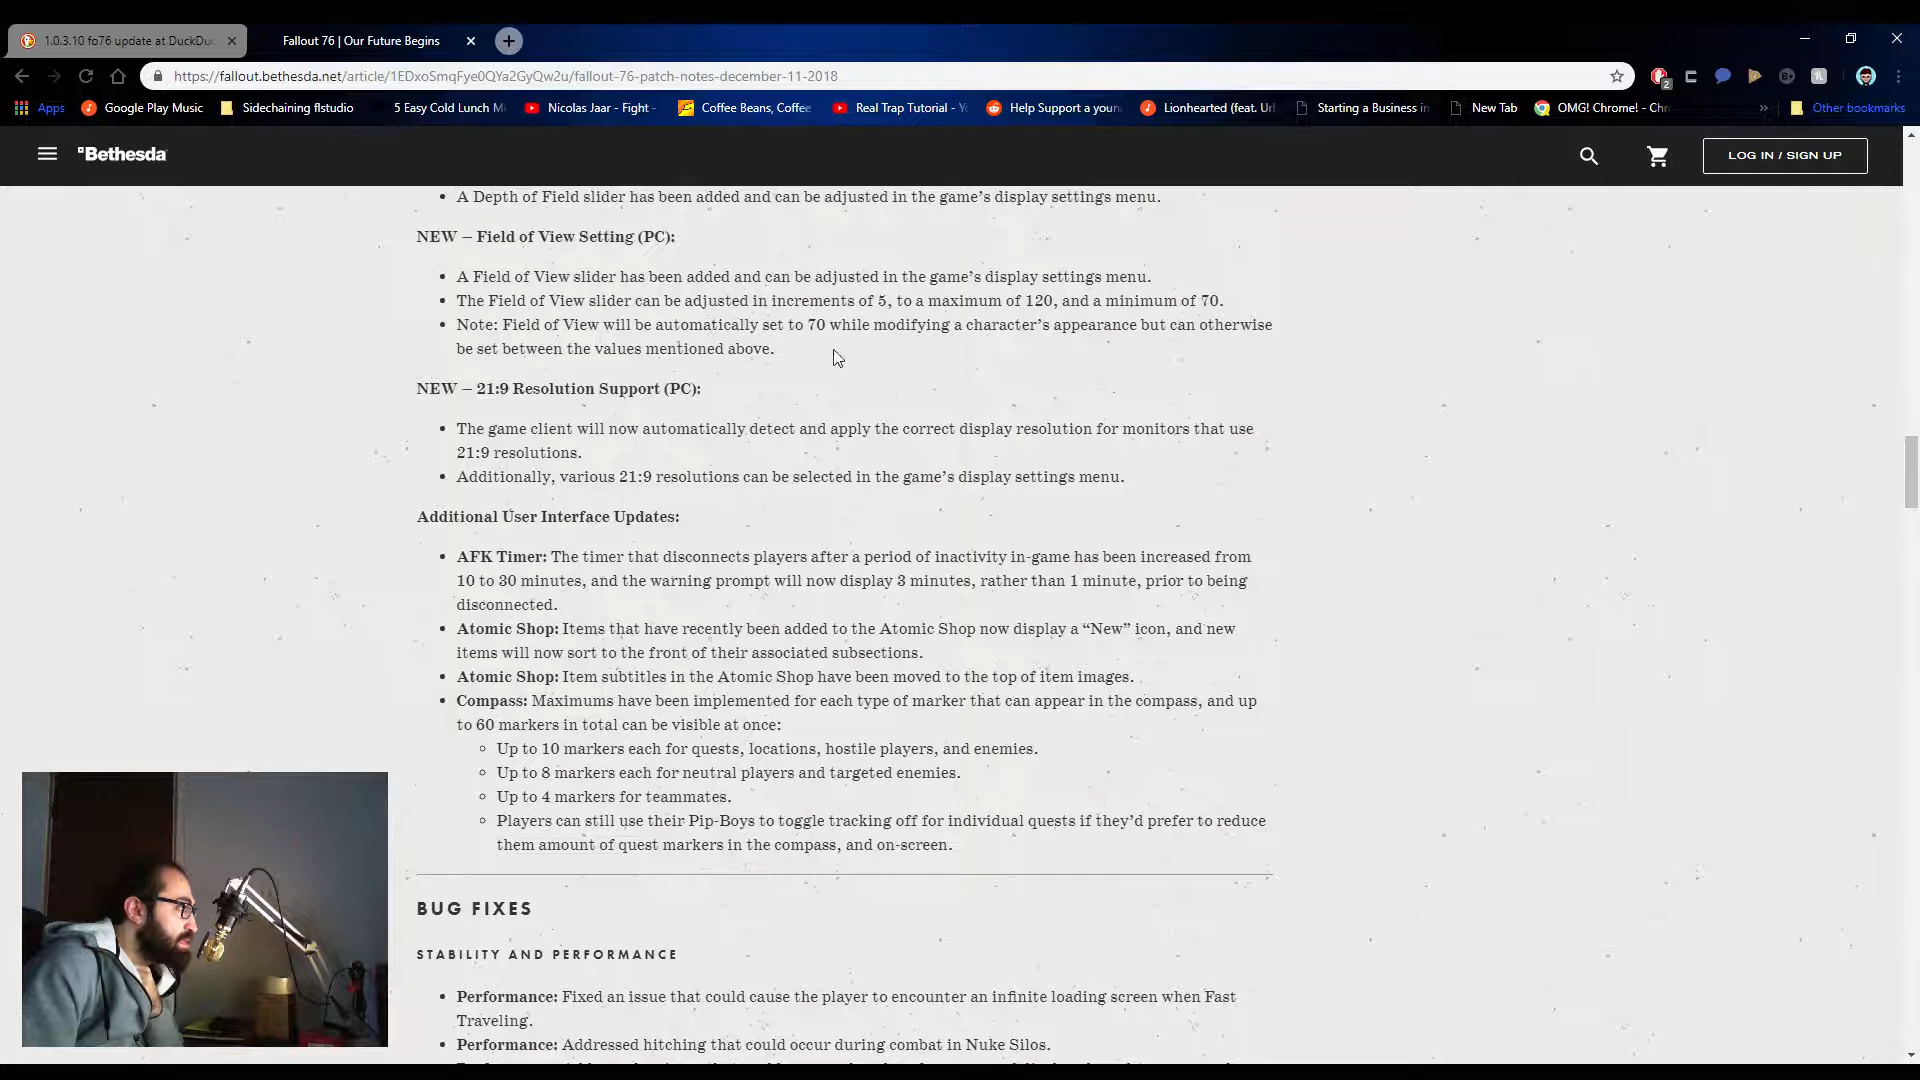 1.0.3.10 fo76 update at DuckDuc
Fallout 76 | Our Future Begins
https://fallout.bethesda.net/article/1EDxoSmqFye0QYa2GyQw2u/fallout-76-patch-notes-december-11-2018
2
Apps
Google Play Music
Sidechaining flstudio
5 Easy Cold Lunch M
Nicolas Jaar - Fight -
Coffee Beans, Coffee
Real Trap Tutorial - Y
Help Support a youn
Lionhearted (feat. Ur
Starting a Business in
New Tab
OMG! Chrome! - Chr
Other bookmarks
Bethesda
LOG IN / SIGN UP
• A Depth of Field slider has been added and can be adjusted in the game's display settings menu.
NEW – Field of View Setting (PC):
• A Field of View slider has been added and can be adjusted in the game's display settings menu.
• The Field of View slider can be adjusted in increments of 5, to a maximum of 120, and a minimum of 70.
• Note: Field of View will be automatically set to 70 while modifying a character's appearance but can otherwise
be set between the values mentioned above.
NEW – 21:9 Resolution Support (PC):
• The game client will now automatically detect and apply the correct display resolution for monitors that use
21:9 resolutions.
• Additionally, various 21:9 resolutions can be selected in the game's display settings menu.
Additional User Interface Updates:
• AFK Timer: The timer that disconnects players after a period of inactivity in-game has been increased from
10 to 30 minutes, and the warning prompt will now display 3 minutes, rather than 1 minute, prior to being
disconnected.
• Atomic Shop: Items that have recently been added to the Atomic Shop now display a “New” icon, and new
items will now sort to the front of their associated subsections.
• Atomic Shop: Item subtitles in the Atomic Shop have been moved to the top of item images.
• Compass: Maximums have been implemented for each type of marker that can appear in the compass, and up
to 60 markers in total can be visible at once:
Up to 10 markers each for quests, locations, hostile players, and enemies.
Up to 8 markers each for neutral players and targeted enemies.
Up to 4 markers for teammates.
Players can still use their Pip-Boys to toggle tracking off for individual quests if they'd prefer to reduce
them amount of quest markers in the compass, and on-screen.
BUG FIXES
STABILITY AND PERFORMANCE
• Performance: Fixed an issue that could cause the player to encounter an infinite loading screen when Fast
Traveling.
• Performance: Addressed hitching that could occur during combat in Nuke Silos.